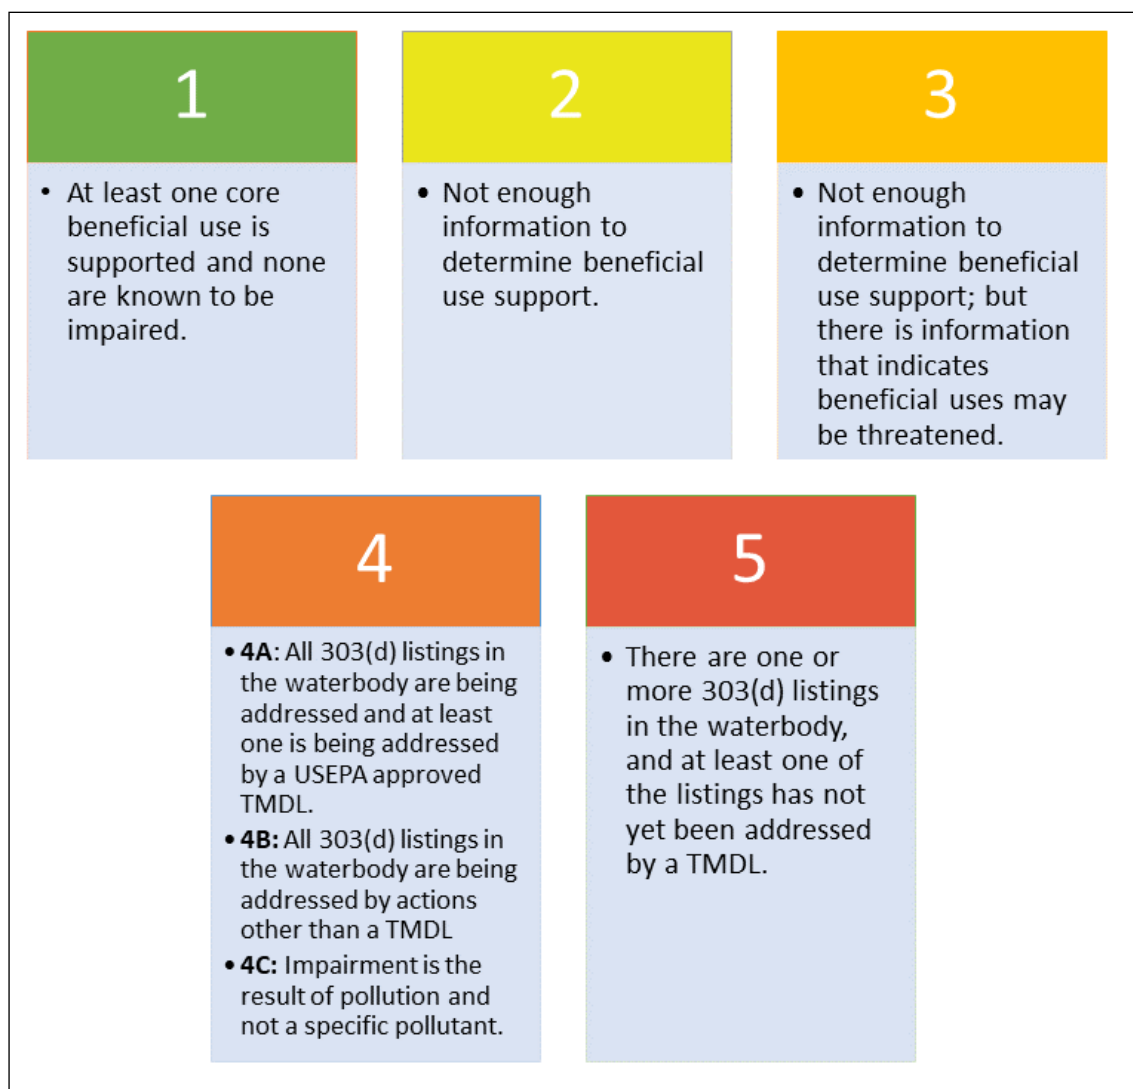 1
• At least one core
beneficial use is
supported and none
are known to be
impaired.
2
• Not enough
information to
determine beneficial
use support.
3
• Not enough
information to
determine beneficial
use support; but
there is information
that indicates
beneficial uses may
be threatened.
4
• 4A: All 303(d) listings in
the waterbody are being
addressed and at least
one is being addressed
by a USEPA approved
TMDL.
• 4B: All 303(d) listings in
the waterbody are being
addressed by actions
other than a TMDL
• 4C: Impairment is the
result of pollution and
not a specific pollutant.
5
• There are one or
more 303(d) listings
in the waterbody,
and at least one of
the listings has not
yet been addressed
by a TMDL.